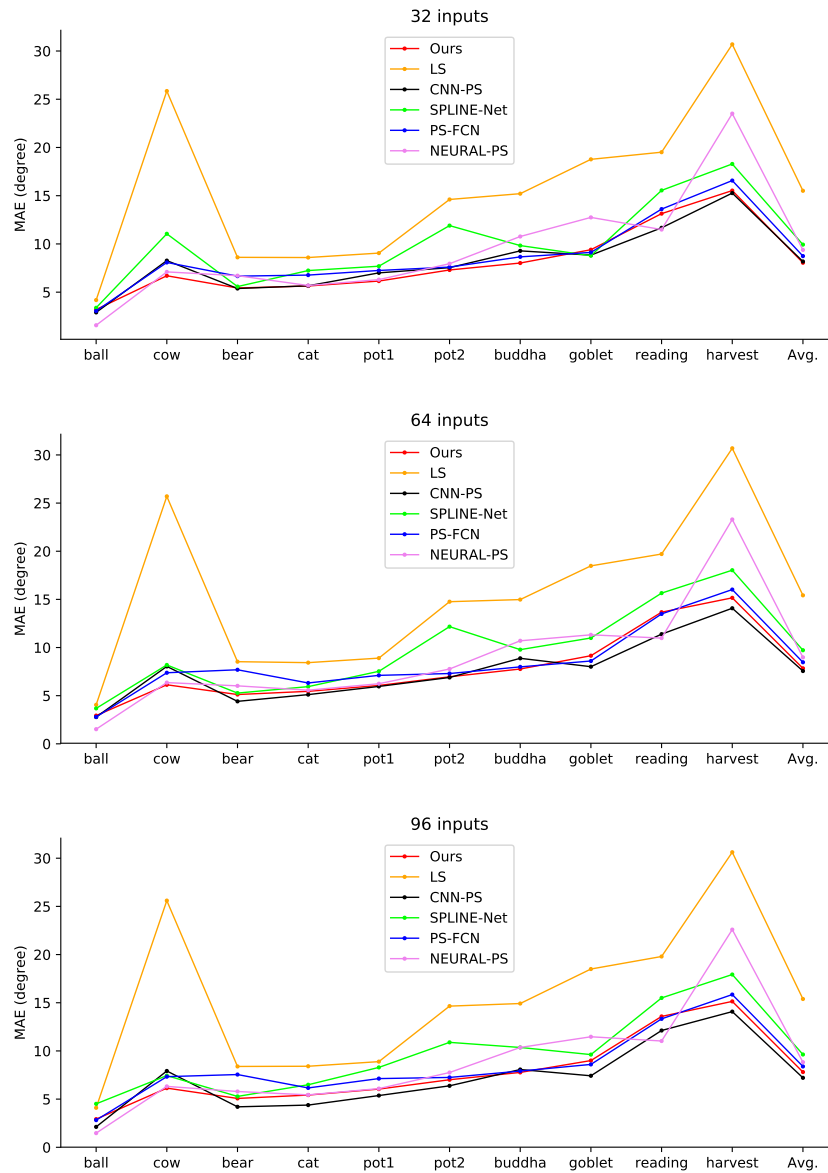 32 inputs
30
25
20
15
10
5
MAE (degree)
Ours
LS
CNN-PS
SPLINE-Net
PS-FCN
NEURAL-PS
ball cow bear cat pot1 pot2 buddha goblet reading harvest Avg.
64 inputs
30
25
20
15
10
5
0
MAE (degree)
Ours
LS
CNN-PS
SPLINE-Net
PS-FCN
NEURAL-PS
ball cow bear cat pot1 pot2 buddha goblet reading harvest Avg.
96 inputs
30
25
20
15
10
5
0
MAE (degree)
Ours
LS
CNN-PS
SPLINE-Net
PS-FCN
NEURAL-PS
ball cow bear cat pot1 pot2 buddha goblet reading harvest Avg.